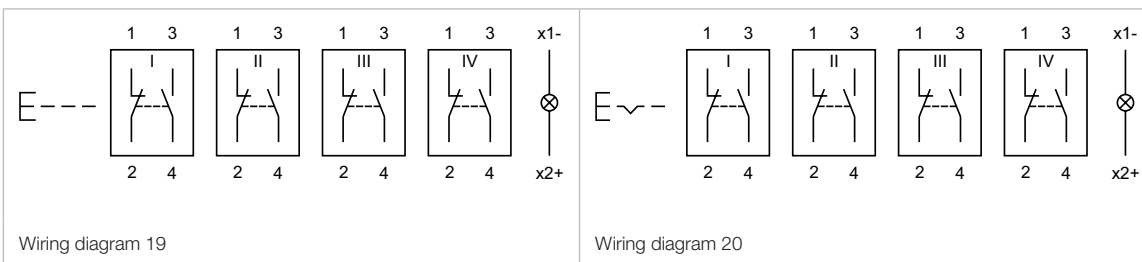 1 3 1 3 1 3 1 3 x1-
I II III IV
2 4 2 4 2 4 2 4 x2+
Wiring diagram 19
1 3 1 3 1 3 1 3 x1-
I II III IV
2 4 2 4 2 4 2 4 x2+
Wiring diagram 20